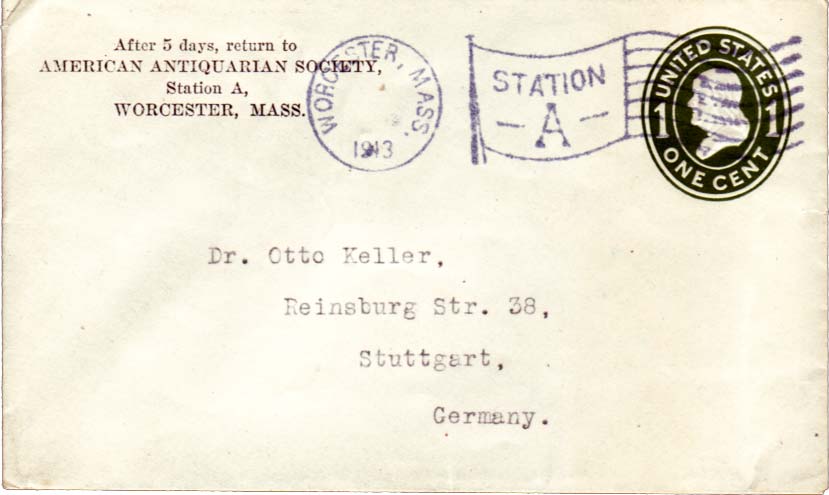 After 5 days, return to
AMERICAN ANTIQUARIAN SOCIETY,
Station A,
WORCESTER, MASS.
WORCESTER, MASS.
1913
STATION
- A -
UNITED STATES
1 1
ONE CENT
Dr. Otto Keller,
Reinsburg Str. 38,
Stuttgart,
Germany.